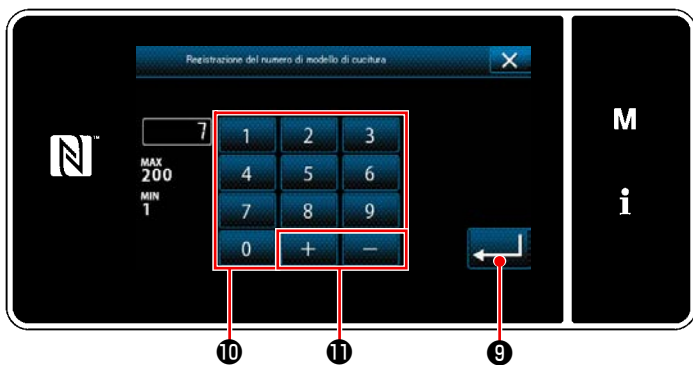 Registrazione del numero di modello di cucitura
7
1 2 3
MAX
200
4 5 6
MIN
1
7 8 9
0 + −
M
i
N
❿ ⓫ ❾